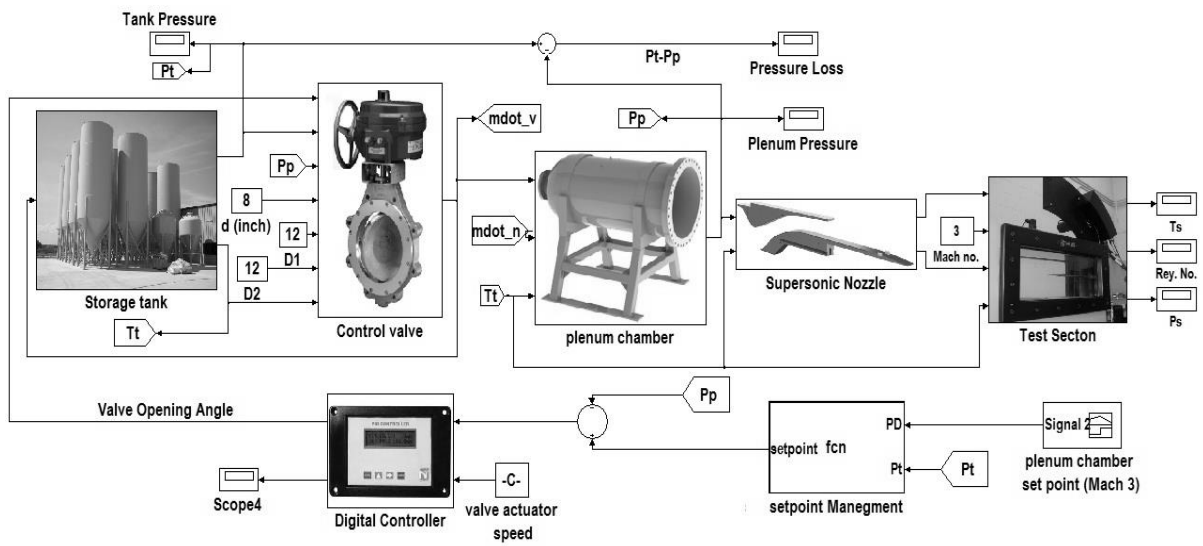 Tank Pressure
Pt
+
-
Pt-Pp
Pressure Loss
mdot_v
Pp
Plenum Pressure
Pp
8
d (inch)
12
D1
12
D2
Storage tank
Tt
Control valve
mdot_n
Tt
plenum chamber
Supersonic Nozzle
3
Mach no.
Ts
Rey. No.
Ps
Test Secton
Valve Opening Angle
Pp
Scope4
Digital Controller
-C-
valve actuator
speed
setpoint fcn
PD
Pt
setpoint Manegment
Signal 2
Pt
plenum chamber
set point (Mach 3)